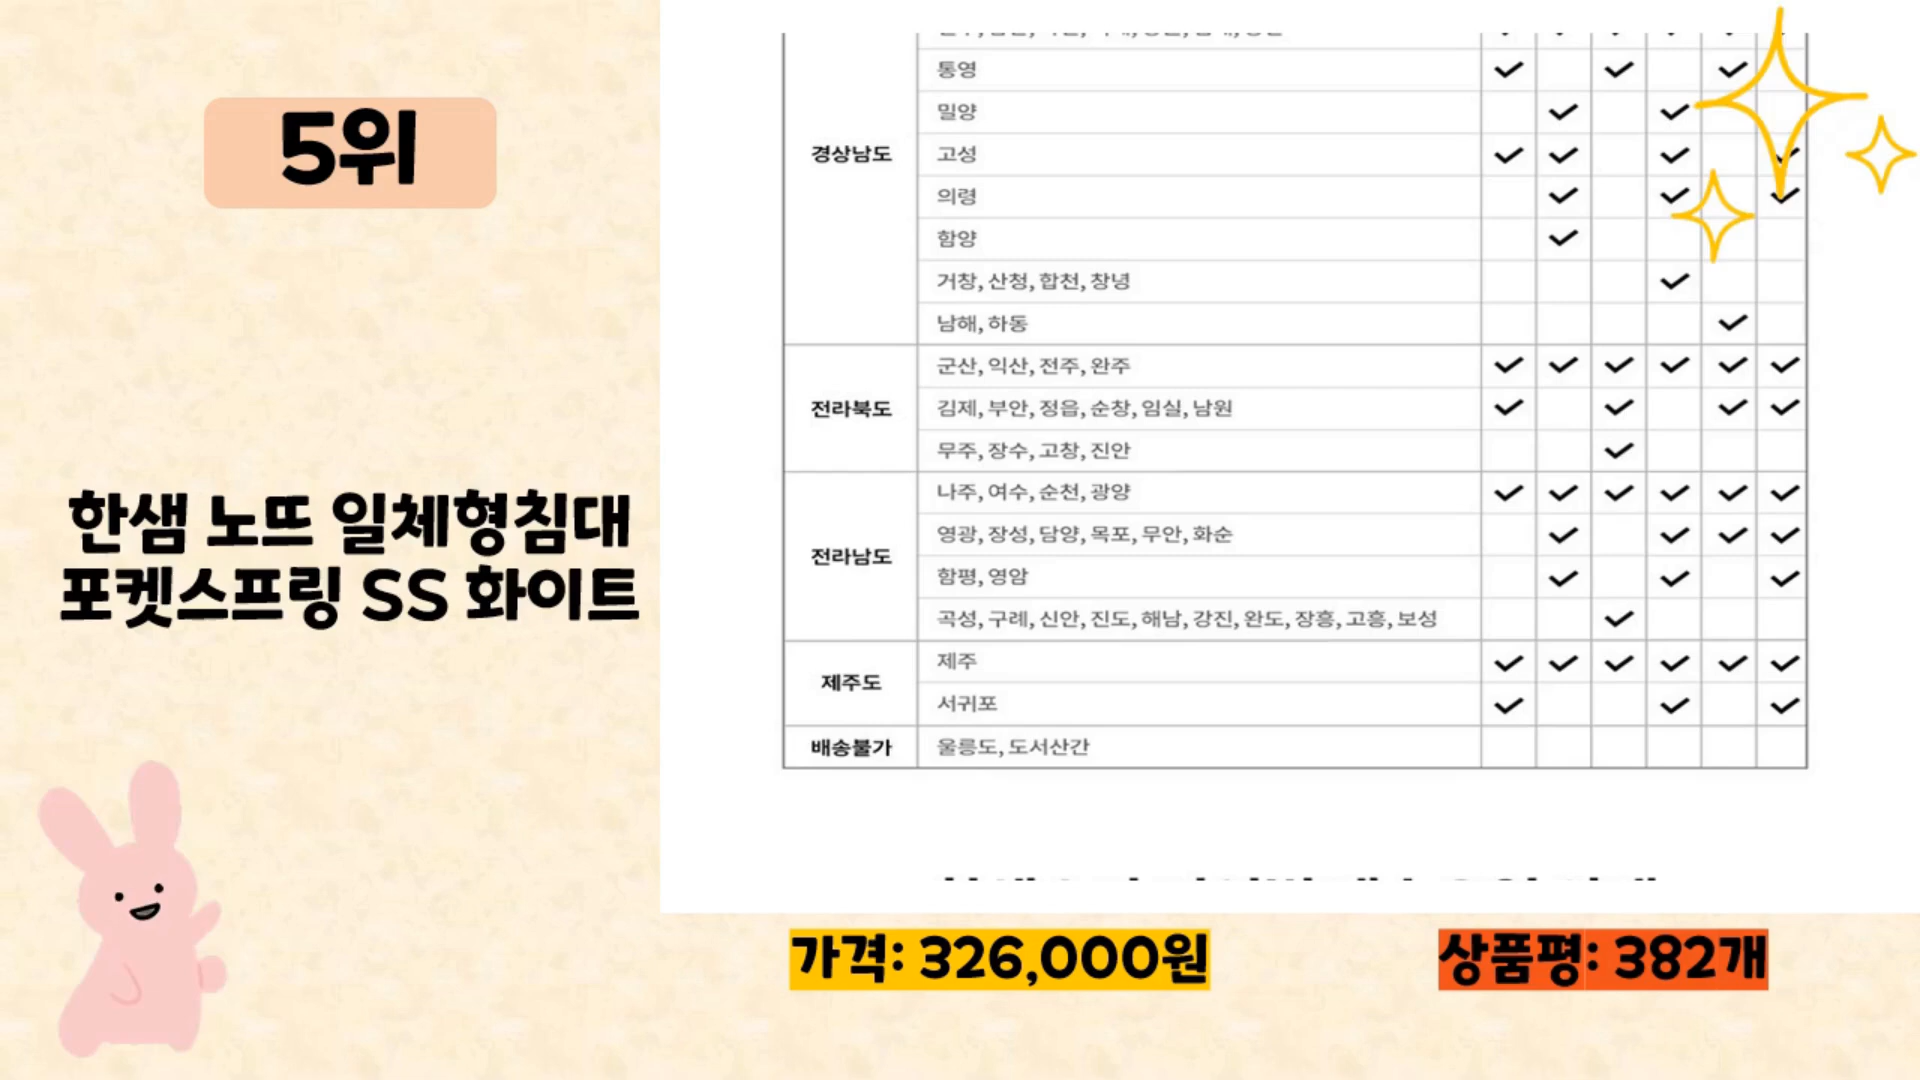 5위
한샘 노뜨 일체형침대
포켓스프링 SS 화이트
경상남도
통영
밀양
고성
의령
함양
거창, 산청, 합천, 창녕
남해, 하동
전라북도
군산, 익산, 전주, 완주
김제, 부안, 정읍, 순창, 임실, 남원
무주, 장수, 고창, 진안
전라남도
나주, 여수, 순천, 광양
영광, 장성, 담양, 목포, 무안, 화순
함평, 영암
곡성, 구례, 신안, 진도, 해남, 강진, 완도, 장흥, 고흥, 보성
제주도
제주
서귀포
배송불가
울릉도, 도서산간
가격: 326,000원
상품평: 382개